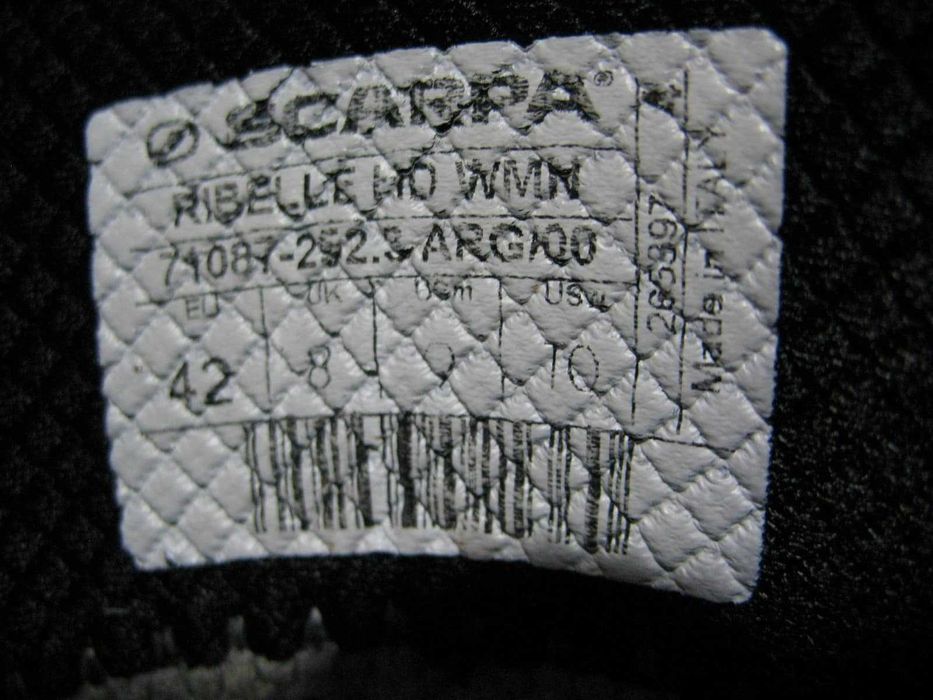 SCARPA®
RIBELLE HD WMN
71087-252.3 ARG/00
EU UK USm USw
42 8 9 10
265397 A
Made in ITALY